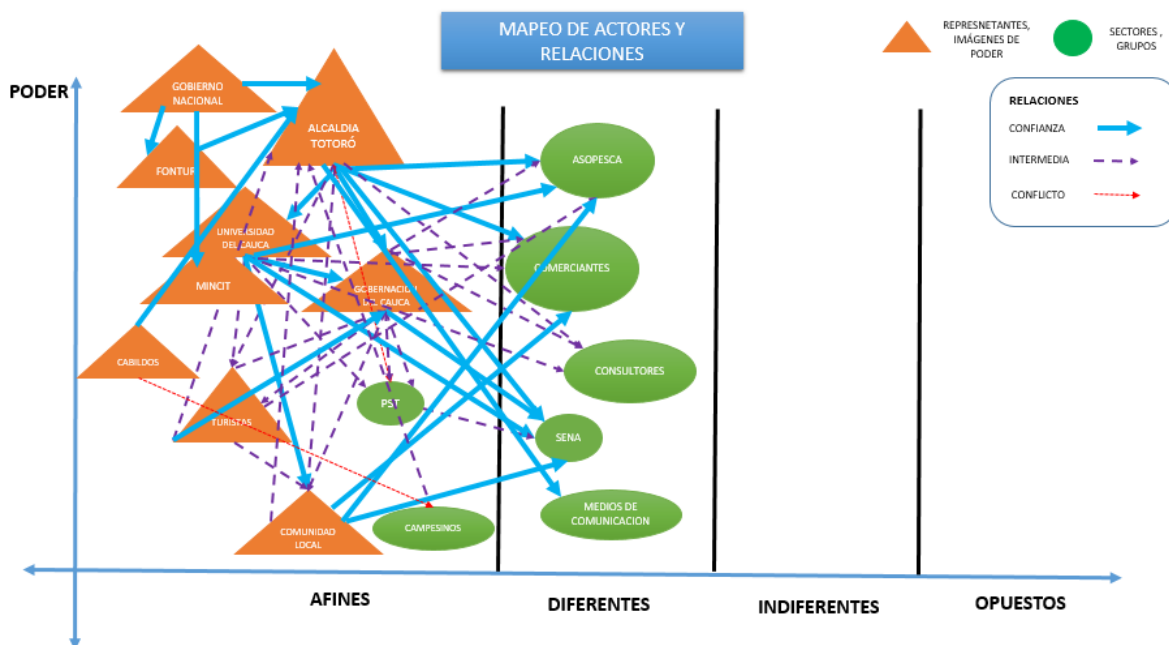 MAPEO DE ACTORES Y
RELACIONES
REPRESNETANTES,
IMÁGENES DE
PODER
SECTORES ,
GRUPOS
RELACIONES
CONFIANZA
INTERMEDIA
CONFLICTO
PODER
GOBIERNO
NACIONAL
ALCALDIA
TOTORÓ
FONTUR
ASOPESCA
UNIVERSIDAD
DEL CAUCA
MINCIT
GOBERNACION
DEL CAUCA
COMERCIANTES
CABILDOS
CONSULTORES
PST
TURISTAS
SENA
COMUNIDAD
LOCAL
CAMPESINOS
MEDIOS DE
COMUNICACION
AFINES
DIFERENTES
INDIFERENTES
OPUESTOS